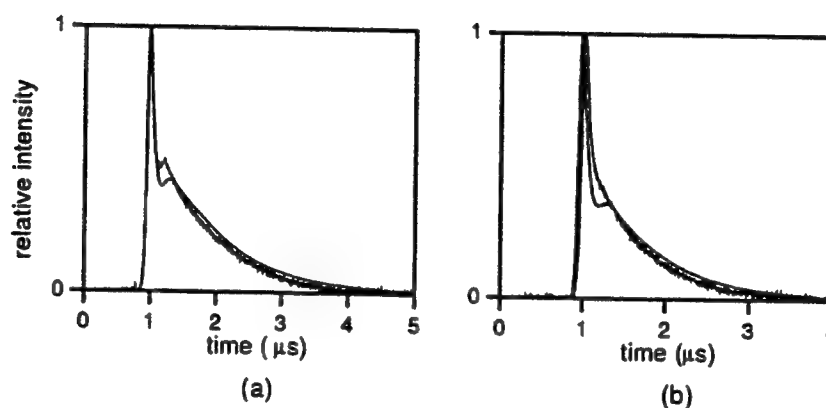 1
relative intensity
0
0 1 2 3 4 5
time ( μs)
(a)
1
0
0 1 2 3
time (μs)
(b)